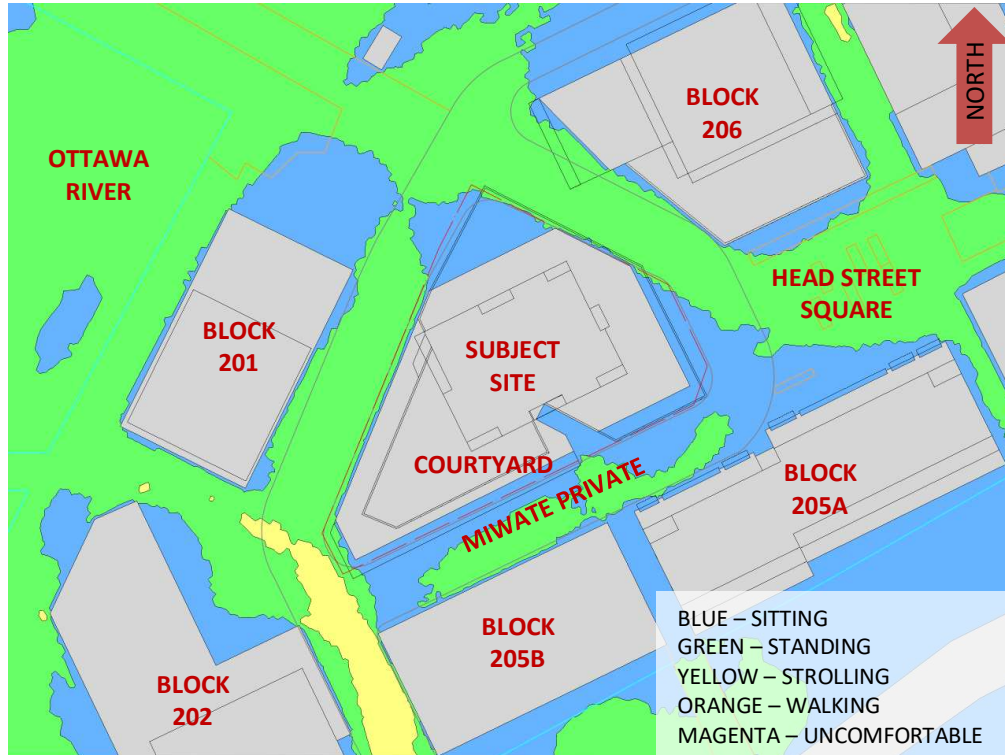 NORTH
BLOCK
206
OTTAWA
RIVER
HEAD STREET
SQUARE
BLOCK
201
SUBJECT
SITE
COURTYARD
MIWATE PRIVATE
BLOCK
205A
BLOCK
205B
BLOCK
202
BLUE – SITTING
GREEN – STANDING
YELLOW – STROLLING
ORANGE – WALKING
MAGENTA – UNCOMFORTABLE